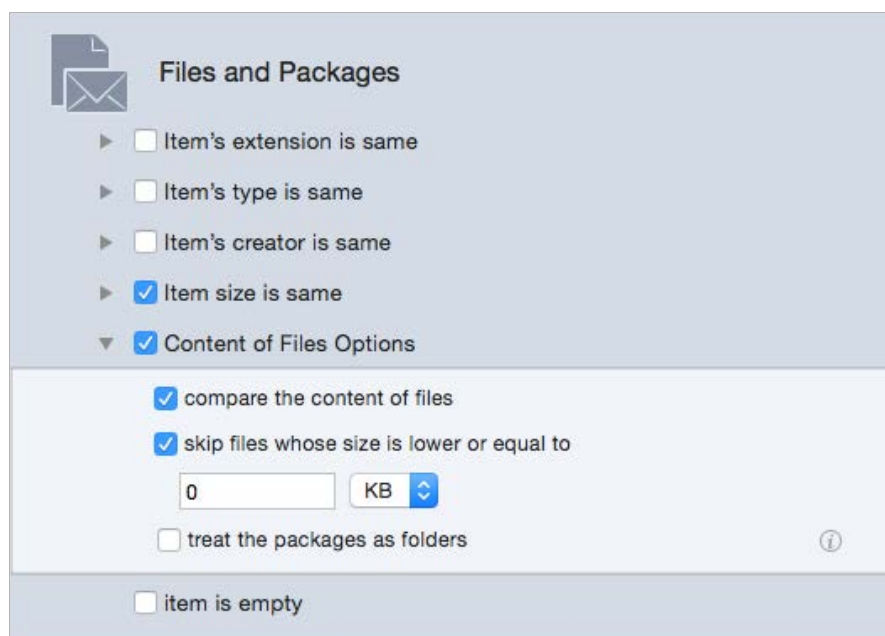 Files and Packages
Item’s extension is same
Item’s type is same
Item’s creator is same
Item size is same
Content of Files Options
compare the content of files
skip files whose size is lower or equal to
0 KB
treat the packages as folders
item is empty